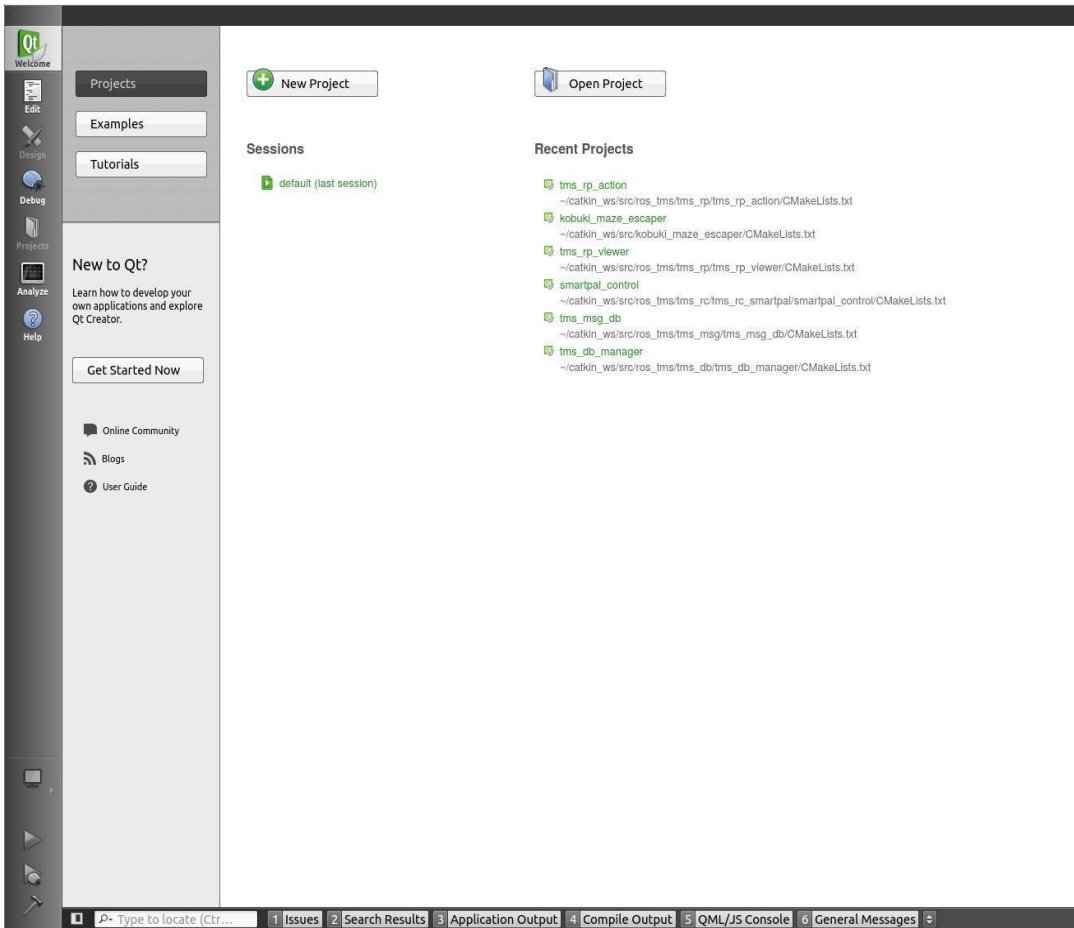 Qt
Welcome
Edit
Design
Debug
Projects
Analyze
Help
Projects
Examples
Tutorials
New to Qt?
Learn how to develop your
own applications and explore
Qt Creator.
Get Started Now
Online Community
Blogs
User Guide
New Project
Open Project
Sessions
default (last session)
Recent Projects
tms_rp_action
~/catkin_ws/src/ros_tms/tms_rp/tms_rp_action/CMakeLists.txt
kobuki_maze_escaper
~/catkin_ws/src/kobuki_maze_escaper/CMakeLists.txt
tms_rp_viewer
~/catkin_ws/src/ros_tms/tms_rp/tms_rp_viewer/CMakeLists.txt
smartpal_control
~/catkin_ws/src/ros_tms/tms_rc/tms_rc_smartpal/smartpal_control/CMakeLists.txt
tms_msg_db
~/catkin_ws/src/ros_tms/tms_msg/tms_msg_db/CMakeLists.txt
tms_db_manager
~/catkin_ws/src/ros_tms/tms_db/tms_db_manager/CMakeLists.txt
Type to locate (Ctr...
1 Issues 2 Search Results 3 Application Output 4 Compile Output 5 QML/JS Console 6 General Messages